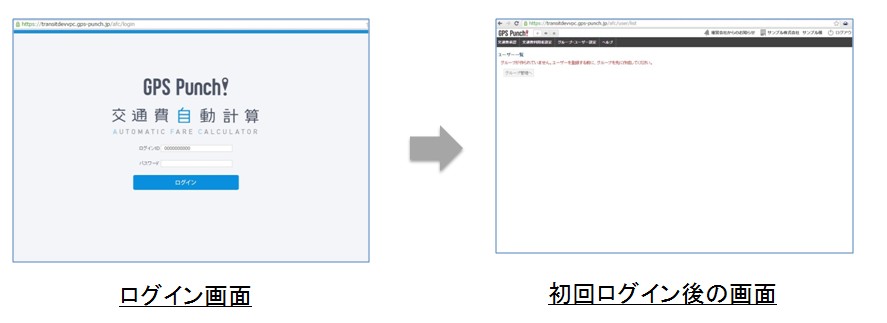 https://transitdevvpc.gps-punch.jp/afc/login
GPS Punch!
交通費自動計算
AUTOMATIC FARE CALCULATOR
ログインID: 0000000000
パスワード:
ログイン
ログイン画面
https://transitdevvpc.gps-punch.jp/afc/user/list
GPS Punch!
運営会社からのお知らせ サンプル株式会社 サンプル様 ログアウ
交通費確認 交通費利用者設定 グループ・ユーザー設定 ヘルプ
ユーザー一覧
グループが作られていません。ユーザーを登録する前に、グループを先に作成してください。
グループ管理へ
初回ログイン後の画面